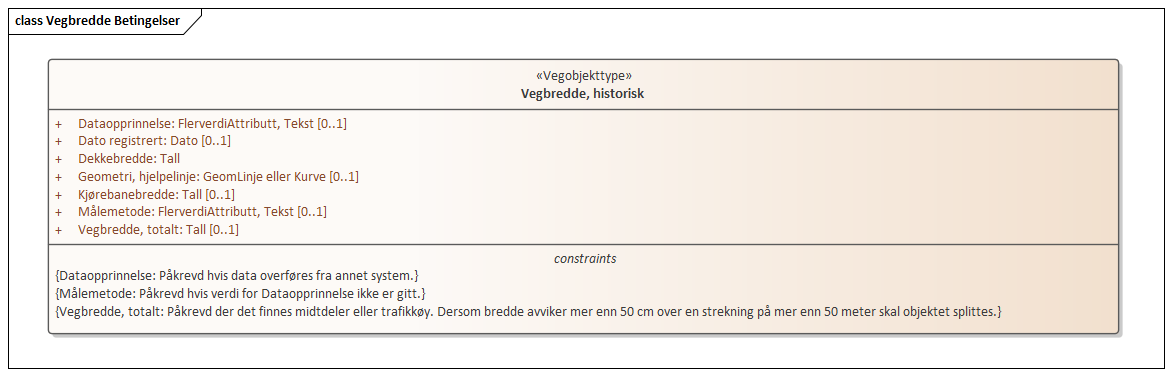 class Vegbredde Betingelser
«Vegobjekttype»
Vegbredde, historisk
+ Dataopprinnelse: FlerverdiAttributt, Tekst [0..1]
+ Dato registrert: Dato [0..1]
+ Dekkebredde: Tall
+ Geometri, hjelpelinje: GeomLinje eller Kurve [0..1]
+ Kjørebanebredde: Tall [0..1]
+ Målemetode: FlerverdiAttributt, Tekst [0..1]
+ Vegbredde, totalt: Tall [0..1]
constraints
{Dataopprinnelse: Påkrevd hvis data overføres fra annet system.}
{Målemetode: Påkrevd hvis verdi for Dataopprinnelse ikke er gitt.}
{Vegbredde, totalt: Påkrevd der det finnes midtdeler eller trafikkøy. Dersom bredde avviker mer enn 50 cm over en strekning på mer enn 50 meter skal objektet splittes.}